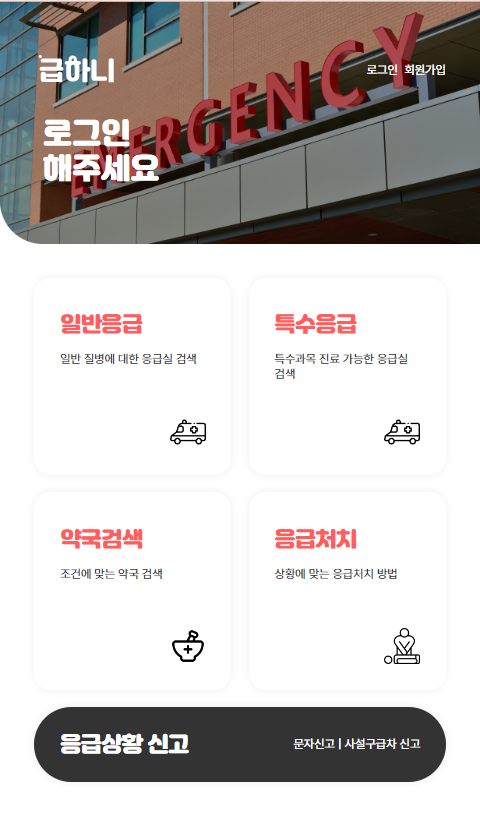 급하니
로그인 회원가입
EMERGENCY
로그인
해주세요
일반응급
일반 질병에 대한 응급실 검색
특수응급
특수과목 진료 가능한 응급실
검색
약국검색
조건에 맞는 약국 검색
응급처치
상황에 맞는 응급처치 방법
응급상황 신고
문자신고 | 사설구급차 신고